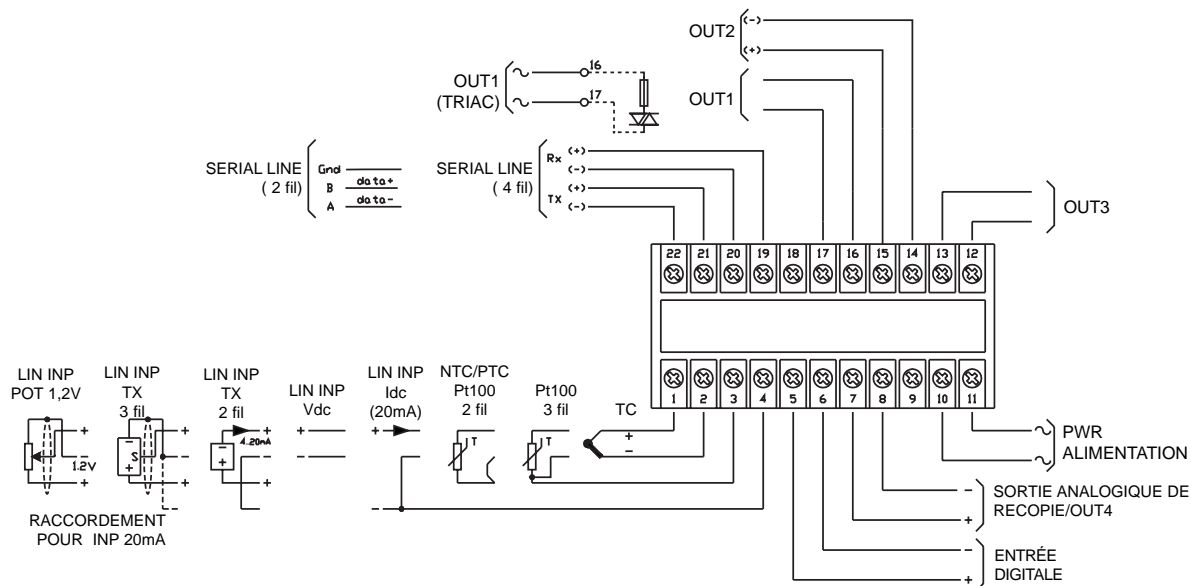 OUT2
(-)
(+)
OUT1
(TRIAC)
16
17
OUT1
SERIAL LINE
( 2 fil)
Gnd
B data+
A data-
SERIAL LINE
( 4 fil)
Rx (+)
(-)
(+)
TX (-)
OUT3
22 21 20 19 18 17 16 15 14 13 12
1 2 3 4 5 6 7 8 9 10 11
LIN INP
POT 1,2V
+
-
1.2V
+
LIN INP
TX
3 fil
-
S
+
+
-
+
-
LIN INP
TX
2 fil
4..20mA
-
+
+
-
+
-
LIN INP
Vdc
+ +
- -
LIN INP
Idc
(20mA)
+
-
NTC/PTC
Pt100
2 fil
T
Pt100
3 fil
T
TC
+
-
RACCORDEMENT
POUR INP 20mA
PWR
ALIMENTATION
-
+
SORTIE ANALOGIQUE DE
RECOPIE/OUT4
-
+
ENTRÉE
DIGITALE